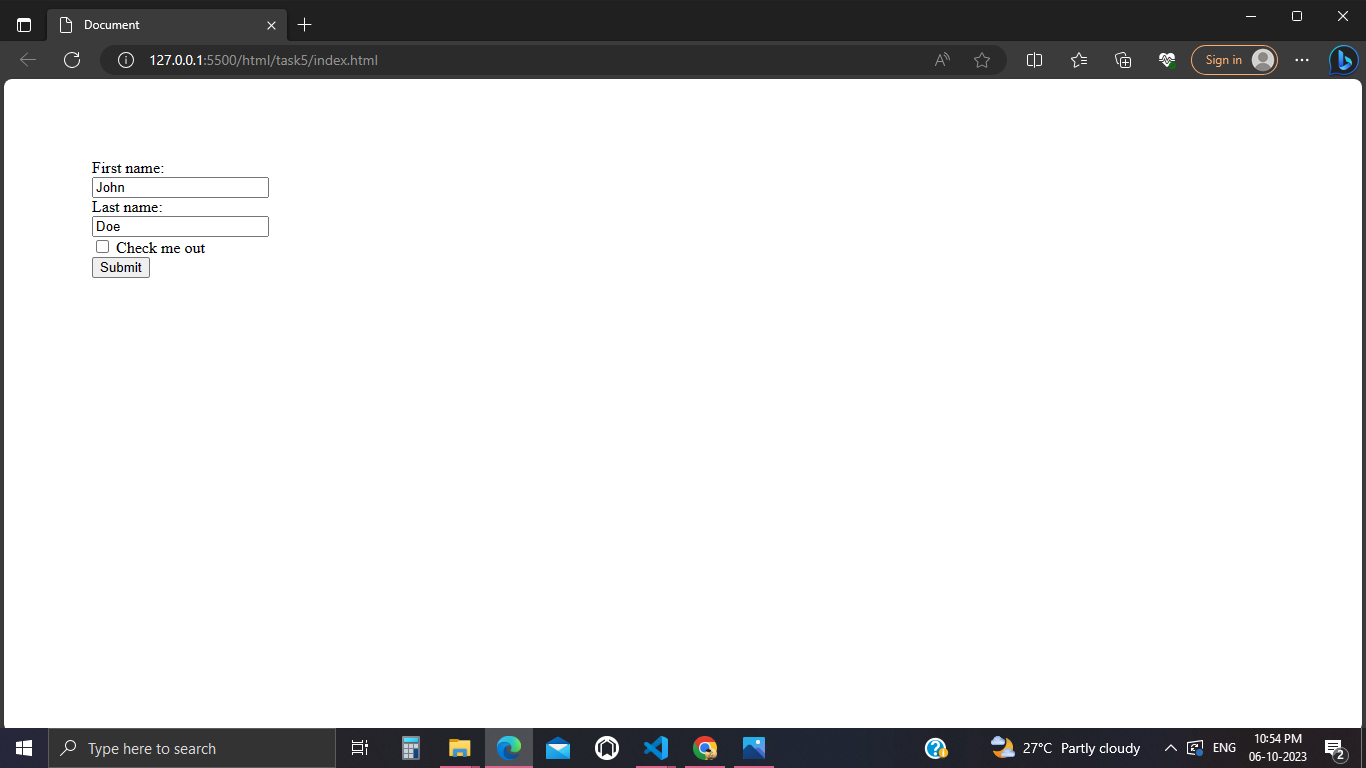 Document
127.0.0.1:5500/html/task5/index.html
Sign in
First name:
John
Last name:
Doe
Check me out
Submit
Type here to search
27°C Partly cloudy
ENG
10:54 PM
06-10-2023
2